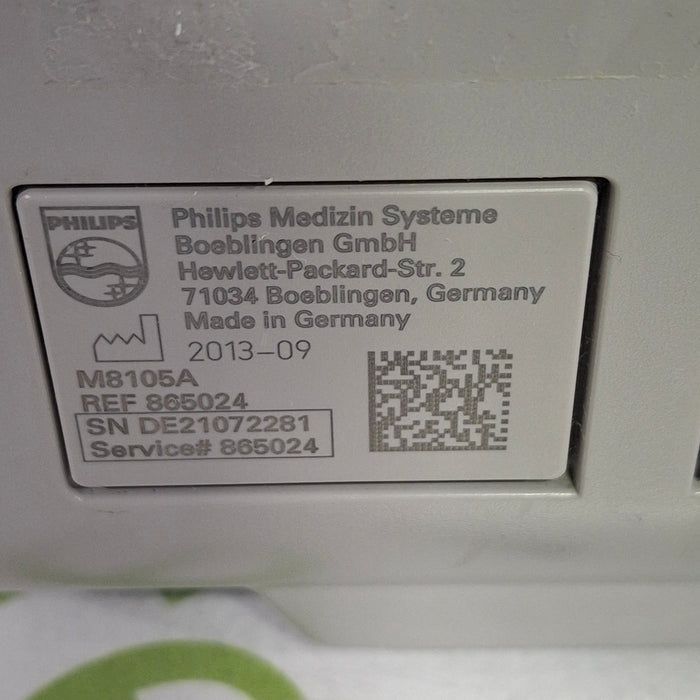 PHILIPS
Philips Medizin Systeme
Boeblingen GmbH
Hewlett-Packard-Str. 2
71034 Boeblingen, Germany
Made in Germany
2013-09
M8105A
REF 865024
SN DE21072281
Service# 865024